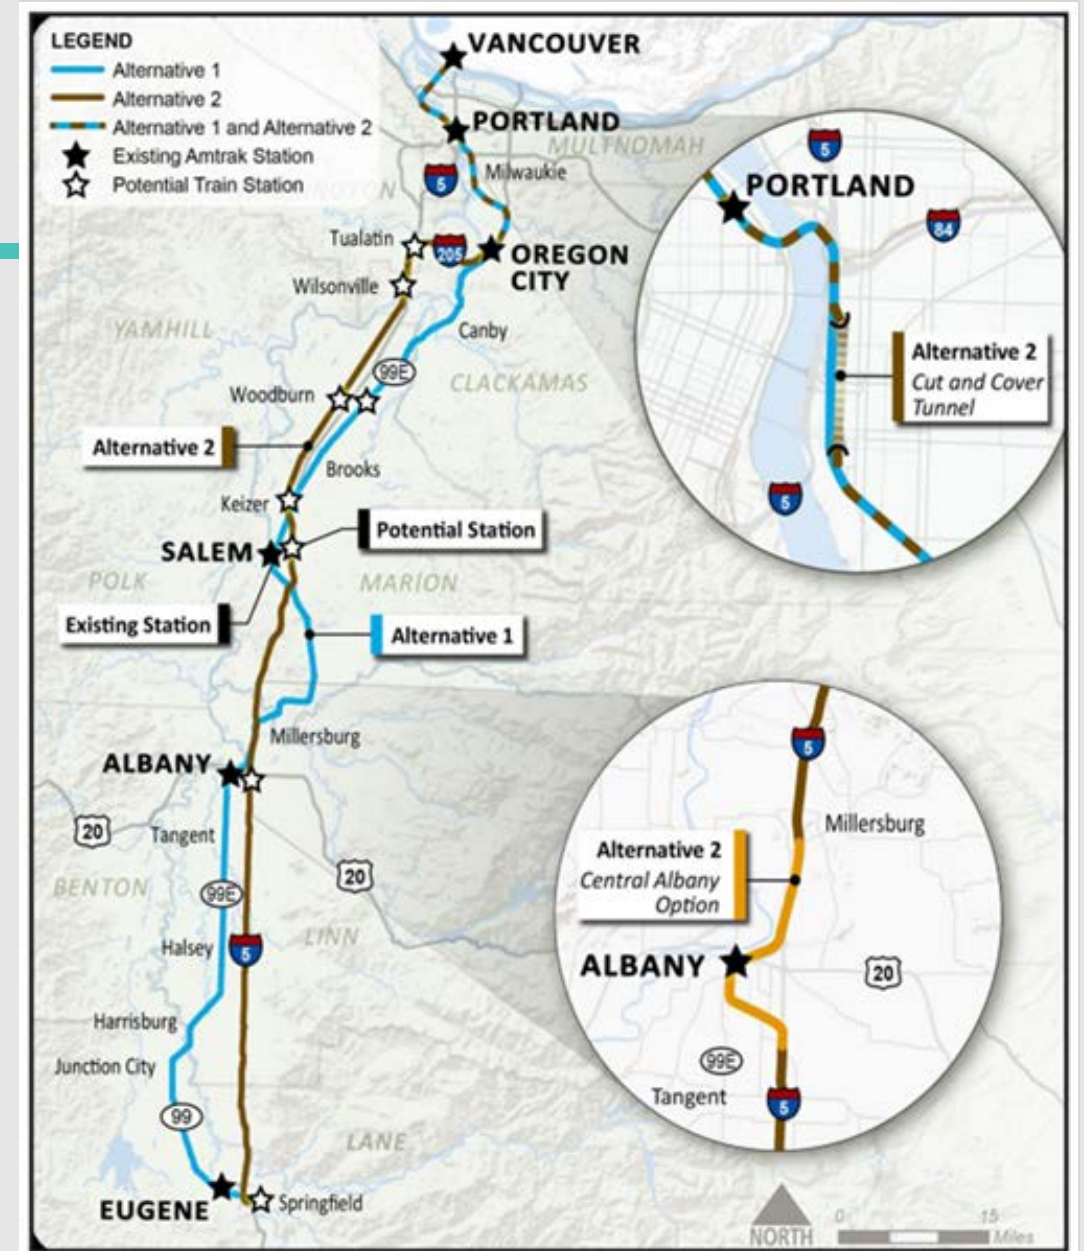 LEGEND
Alternative 1
Alternative 2
Alternative 1 and Alternative 2
Existing Amtrak Station
Potential Train Station
VANCOUVER
PORTLAND
MULTNOMAH
Milwaukie
5
Tualatin
205
OREGON
CITY
Wilsonville
YAMHILL
Canby
99E
CLACKAMAS
Woodburn
Alternative 2
Brooks
Keizer
Potential Station
SALEM
POLK
MARION
Existing Station
Alternative 1
Millersburg
ALBANY
20
Tangent
20
BENTON
99E
LINN
Halsey
5
Harrisburg
Junction City
99
LANE
EUGENE
Springfield
5
PORTLAND
84
Alternative 2
Cut and Cover
Tunnel
5
5
Millersburg
Alternative 2
Central Albany
Option
ALBANY
20
99E
Tangent
5
NORTH
0 15
Miles